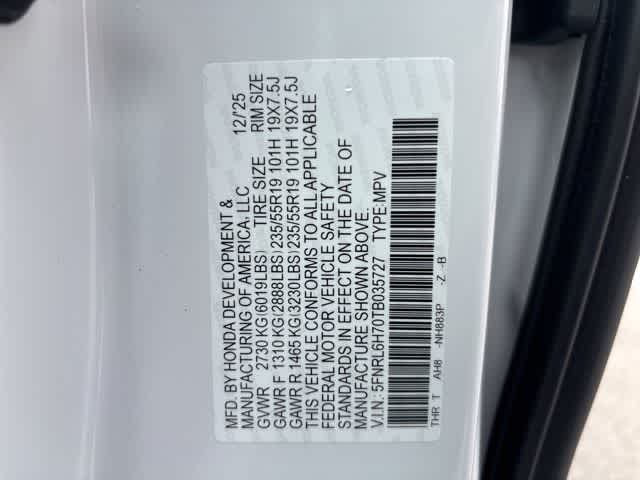 MFD. BY HONDA DEVELOPMENT &
MANUFACTURING OF AMERICA, LLC 12/'25
GVWR 2730 KG(6019LBS) TIRE SIZE RIM SIZE
GAWR F 1310 KG(2888LBS)235/55R19 101H 19X7.5J
GAWR R 1465 KG(3230LBS)235/55R19 101H 19X7.5J
THIS VEHICLE CONFORMS TO ALL APPLICABLE
FEDERAL MOTOR VEHICLE SAFETY
STANDARDS IN EFFECT ON THE DATE OF
MANUFACTURE SHOWN ABOVE.
V.I.N.:5FNRL6H70TB035727 TYPE:MPV
THR T AH8 -NH883P -Z -B